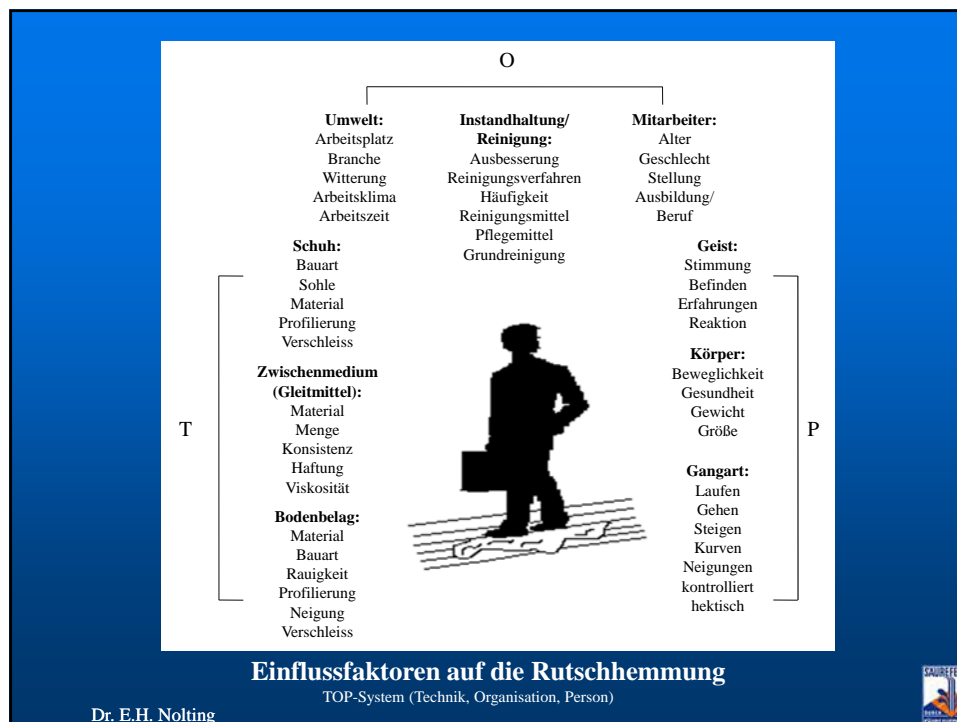 O
Umwelt:
Arbeitsplatz
Branche
Witterung
Arbeitsklima
Arbeitszeit
Instandhaltung/
Reinigung:
Ausbesserung
Reinigungsverfahren
Häufigkeit
Reinigungsmittel
Pflegemittel
Grundreinigung
Mitarbeiter:
Alter
Geschlecht
Stellung
Ausbildung/
Beruf
T
Schuh:
Bauart
Sohle
Material
Profilierung
Verschleiss
Zwischenmedium
(Gleitmittel):
Material
Menge
Konsistenz
Haftung
Viskosität
Bodenbelag:
Material
Bauart
Rauigkeit
Profilierung
Neigung
Verschleiss
Geist:
Stimmung
Befinden
Erfahrungen
Reaktion
Körper:
Beweglichkeit
Gesundheit
Gewicht
Größe
Gangart:
Laufen
Gehen
Steigen
Kurven
Neigungen
kontrolliert
hektisch
P
Einflussfaktoren auf die Rutschhemmung
TOP-System (Technik, Organisation, Person)
Dr. E.H. Nolting